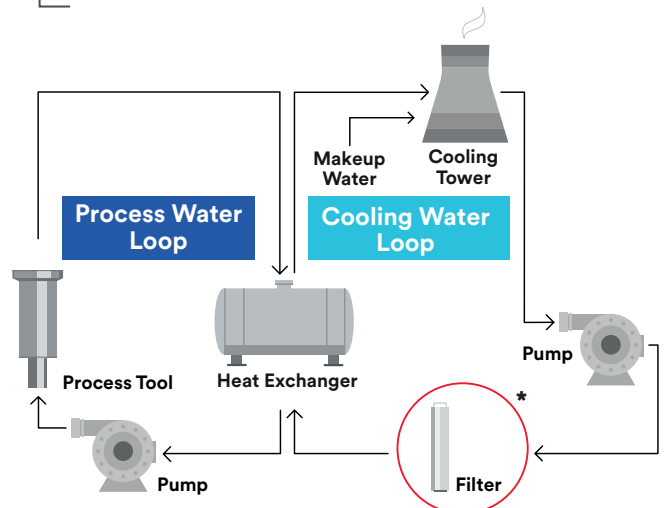 Makeup
Water
Cooling
Tower
Process Water
Loop
Cooling Water
Loop
Process Tool
Heat Exchanger
Pump
*
Filter
Pump